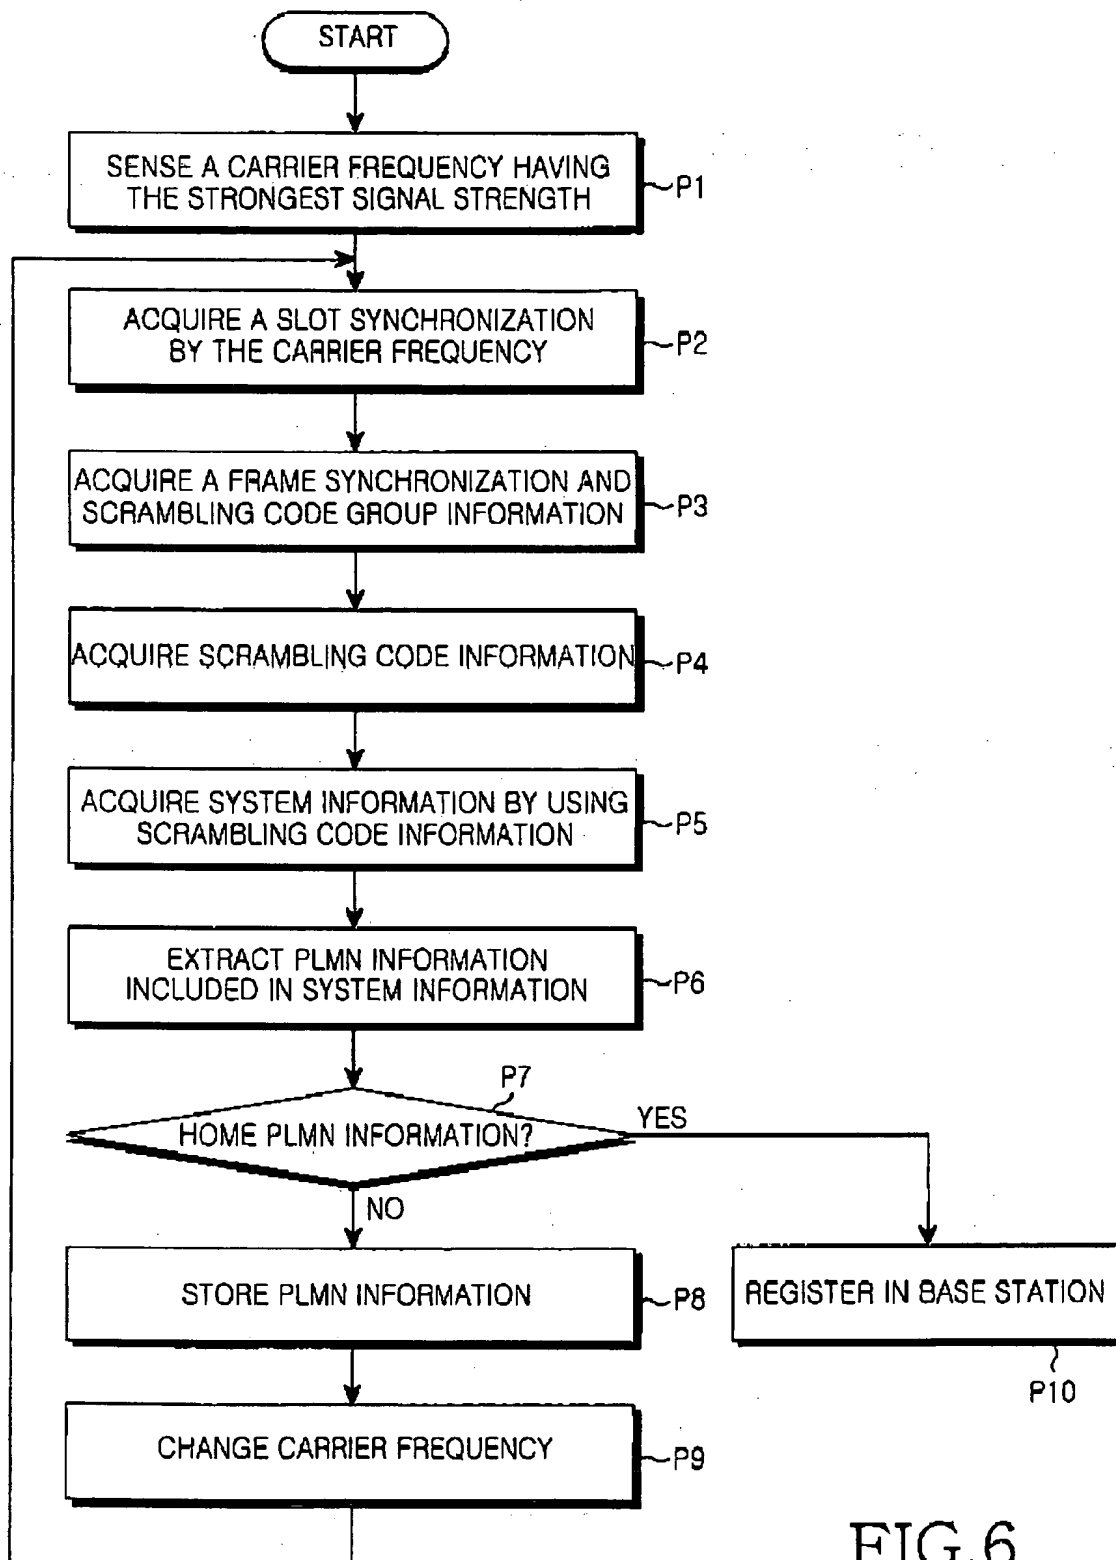 START
SENSE A CARRIER FREQUENCY HAVING
THE STRONGEST SIGNAL STRENGTH
P1
ACQUIRE A SLOT SYNCHRONIZATION
BY THE CARRIER FREQUENCY
P2
ACQUIRE A FRAME SYNCHRONIZATION AND
SCRAMBLING CODE GROUP INFORMATION
P3
ACQUIRE SCRAMBLING CODE INFORMATION
P4
ACQUIRE SYSTEM INFORMATION BY USING
SCRAMBLING CODE INFORMATION
P5
EXTRACT PLMN INFORMATION
INCLUDED IN SYSTEM INFORMATION
P6
P7
HOME PLMN INFORMATION?
YES
NO
STORE PLMN INFORMATION
P8
REGISTER IN BASE STATION
P10
CHANGE CARRIER FREQUENCY
P9
FIG.6